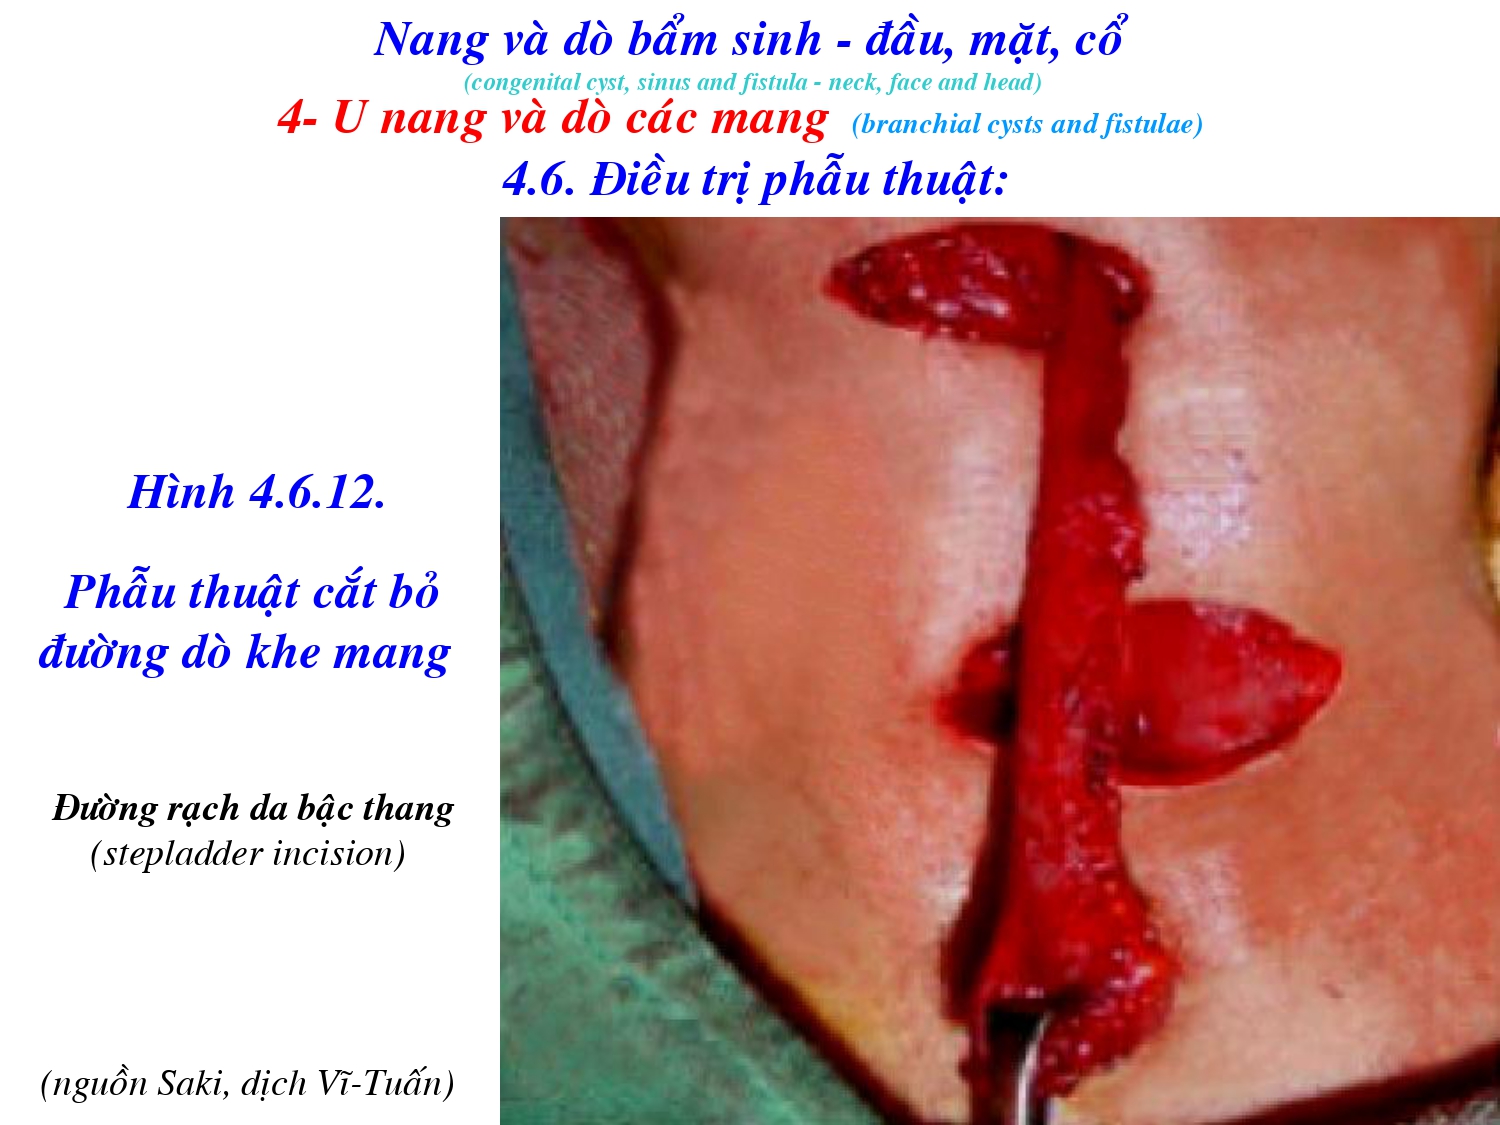 Nang và dò bẩm sinh - đầu, mặt, cổ
(congenital cyst, sinus and fistula - neck, face and head)
4- U nang và dò các mang (branchial cysts and fistulae)
4.6. Điều trị phẫu thuật:
Hình 4.6.12.
Phẫu thuật cắt bỏ
đường dò khe mang
Đường rạch da bậc thang
(stepladder incision)
(nguồn Saki, dịch Vĩ-Tuấn)